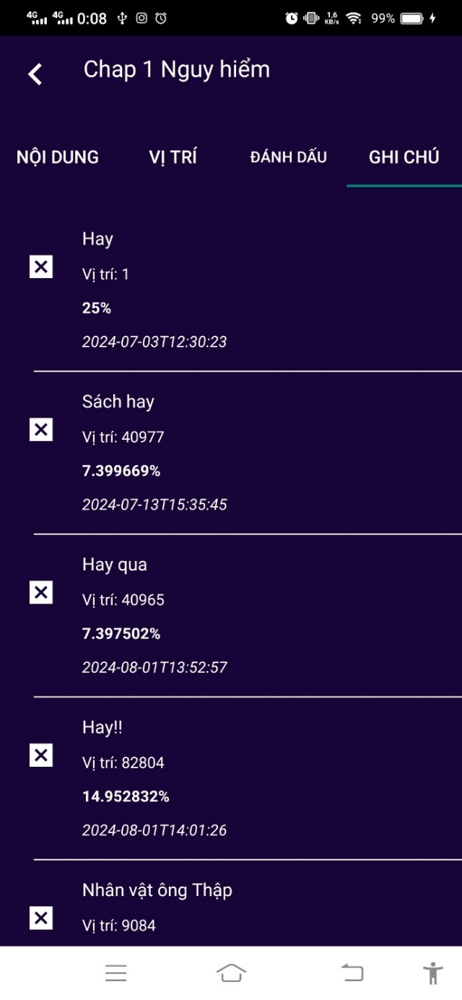 4G 4G 0:08 1,6 KB/s 99%
Chap 1 Nguy hiểm
NỘI DUNG VỊ TRÍ ĐÁNH DẤU GHI CHÚ
Hay
Vị trí: 1
25%
2024-07-03T12:30:23
Sách hay
Vị trí: 40977
7.399669%
2024-07-13T15:35:45
Hay qua
Vị trí: 40965
7.397502%
2024-08-01T13:52:57
Hay!!
Vị trí: 82804
14.952832%
2024-08-01T14:01:26
Nhân vật ông Thập
Vị trí: 9084